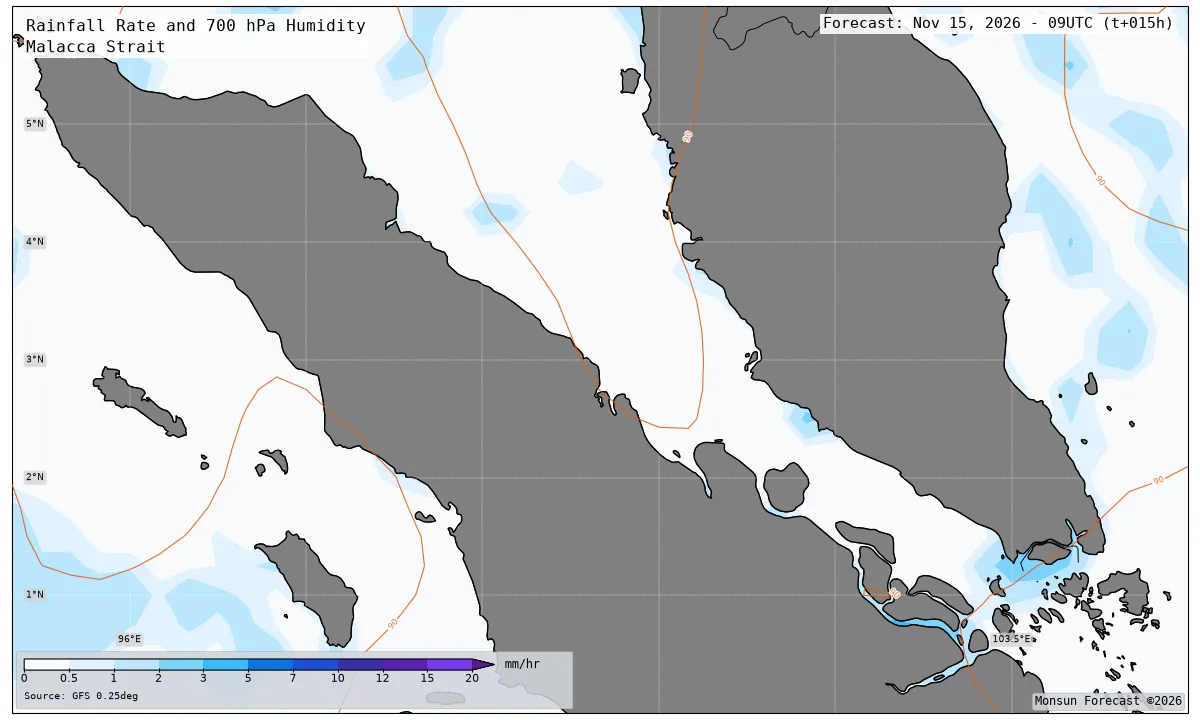 Rainfall Rate and 700 hPa Humidity
Malacca Strait
Forecast: Nov 15, 2026 - 09UTC (t+015h)
5°N
90
90
4°N
3°N
2°N
90
1°N
90
90
96°E
103.5°E
mm/hr
0 0.5 1 2 3 5 7 10 12 15 20
Source: GFS 0.25deg
Monsun Forecast ©2026